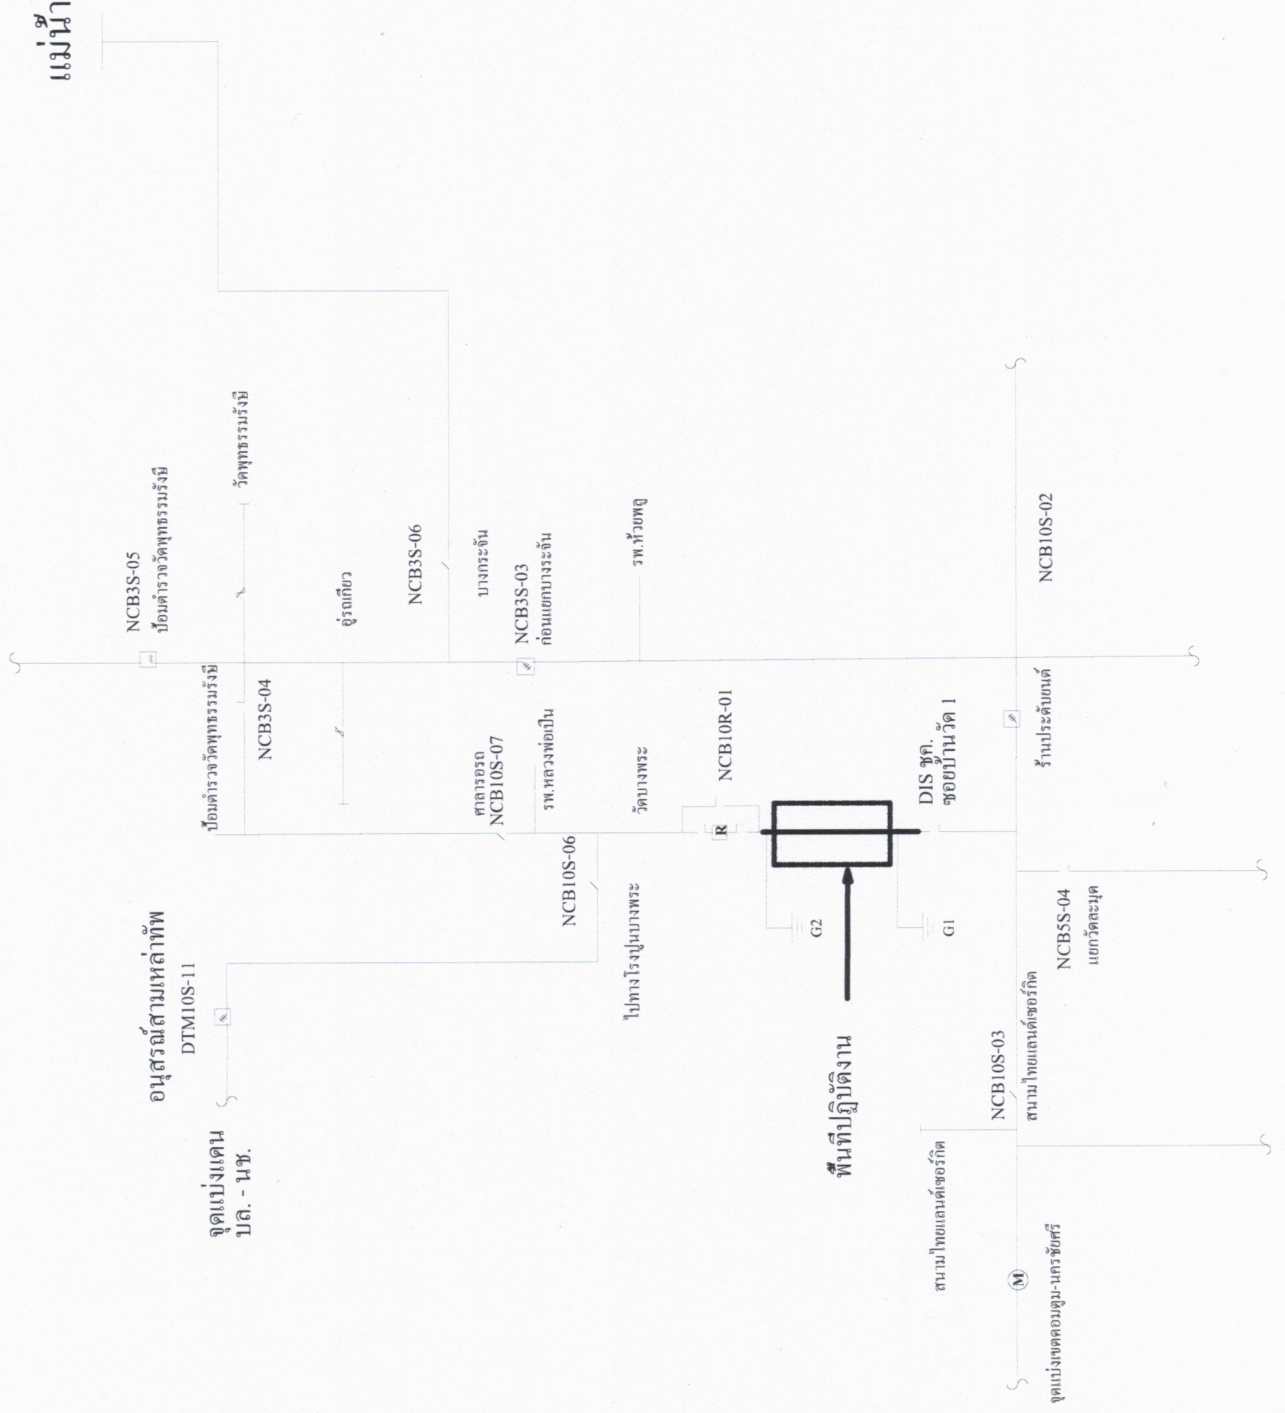 แม่น้ำ
NCB3S-05
ป้อมตำรวจวัดพุทธธรรมรังษี
วัดพุทธธรรมรังษี
ป้อมตำรวจวัดพุทธธรรมรังษี
NCB3S-04
อู่รถเกี่ยว
NCB3S-06
บางกระจัน
NCB3S-03
ก่อนแยกบางระจัน
รพ.ห้วยพลู
ศาลารอรถ
NCB10S-07
รพ.หลวงพ่อเปิ่น
NCB10S-06
วัดบางพระ
ไปทางโรงปูนบางพระ
อนุสรณ์สามเหล่าทัพ
DTM10S-11
จุดแบ่งแดน
บล. - นช.
NCB10R-01
R
G2
G1
พื้นที่ปฏิบัติงาน
DIS ชค.
ซอยบ้านวัด 1
ร้านประดับยนต์
NCB10S-02
NCB5S-04
แยกวัดละมุด
NCB10S-03
สนามไทยแลนด์เซอร์กิต
สนามไทยแลนด์เซอร์กิต
M
จุดแบ่งเขตดอนตูม-นครชัยศรี